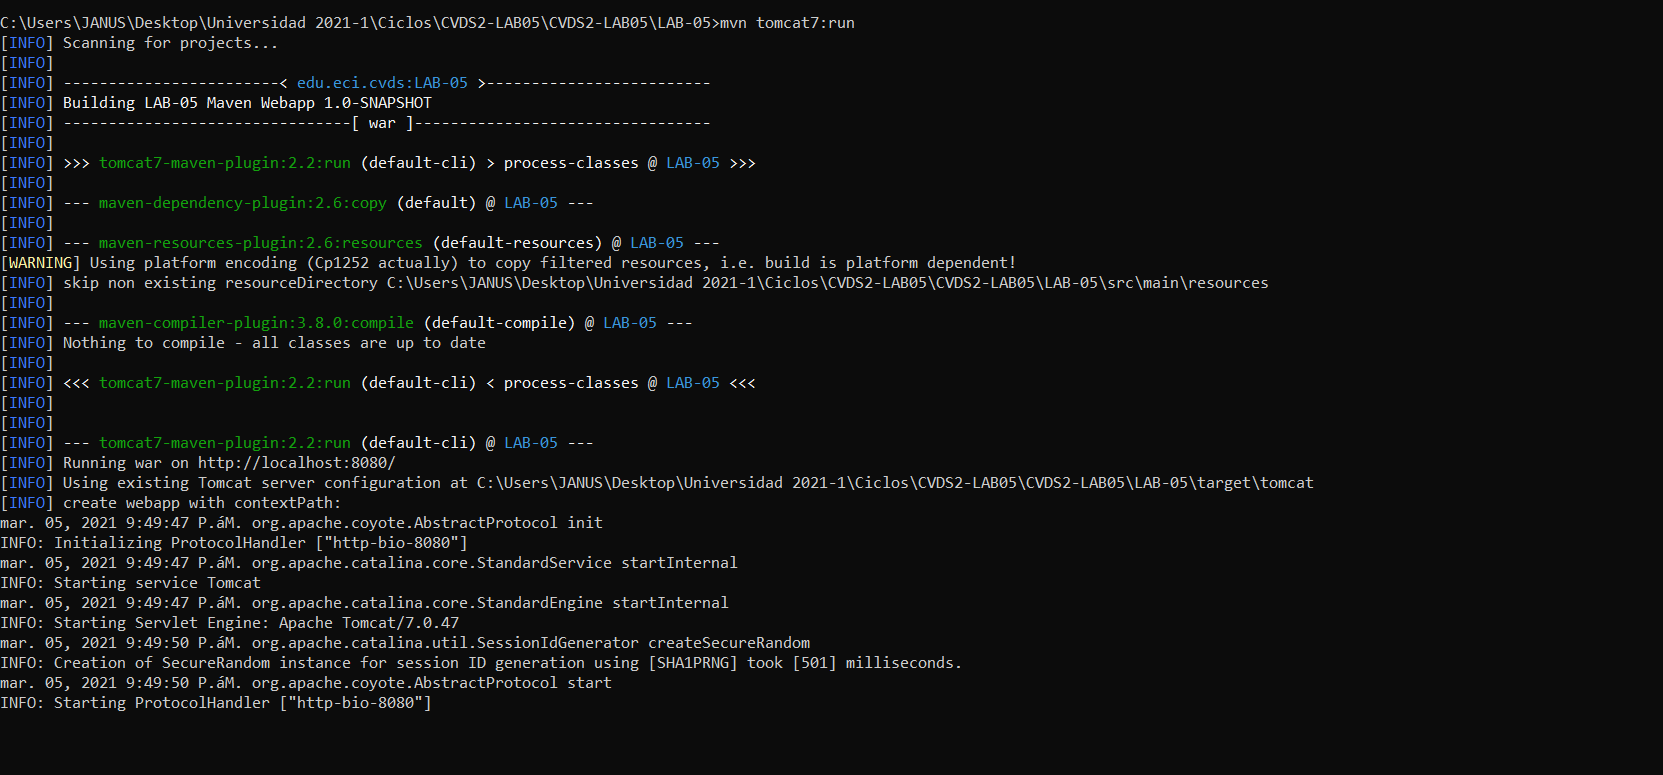 C:\Users\JANUS\Desktop\Universidad 2021-1\Ciclos\CVDS2-LAB05\CVDS2-LAB05\LAB-05>mvn tomcat7:run
[INFO] Scanning for projects...
[INFO]
[INFO] ------------------------< edu.eci.cvds:LAB-05 >-------------------------
[INFO] Building LAB-05 Maven Webapp 1.0-SNAPSHOT
[INFO] --------------------------------[ war ]---------------------------------
[INFO]
[INFO] >>> tomcat7-maven-plugin:2.2:run (default-cli) > process-classes @ LAB-05 >>>
[INFO]
[INFO] --- maven-dependency-plugin:2.6:copy (default) @ LAB-05 ---
[INFO]
[INFO] --- maven-resources-plugin:2.6:resources (default-resources) @ LAB-05 ---
[WARNING] Using platform encoding (Cp1252 actually) to copy filtered resources, i.e. build is platform dependent!
[INFO] skip non existing resourceDirectory C:\Users\JANUS\Desktop\Universidad 2021-1\Ciclos\CVDS2-LAB05\CVDS2-LAB05\LAB-05\src\main\resources
[INFO]
[INFO] --- maven-compiler-plugin:3.8.0:compile (default-compile) @ LAB-05 ---
[INFO] Nothing to compile - all classes are up to date
[INFO]
[INFO] <<< tomcat7-maven-plugin:2.2:run (default-cli) < process-classes @ LAB-05 <<<
[INFO]
[INFO]
[INFO] --- tomcat7-maven-plugin:2.2:run (default-cli) @ LAB-05 ---
[INFO] Running war on http://localhost:8080/
[INFO] Using existing Tomcat server configuration at C:\Users\JANUS\Desktop\Universidad 2021-1\Ciclos\CVDS2-LAB05\CVDS2-LAB05\LAB-05\target\tomcat
[INFO] create webapp with contextPath:
mar. 05, 2021 9:49:47 P.áM. org.apache.coyote.AbstractProtocol init
INFO: Initializing ProtocolHandler ["http-bio-8080"]
mar. 05, 2021 9:49:47 P.áM. org.apache.catalina.core.StandardService startInternal
INFO: Starting service Tomcat
mar. 05, 2021 9:49:47 P.áM. org.apache.catalina.core.StandardEngine startInternal
INFO: Starting Servlet Engine: Apache Tomcat/7.0.47
mar. 05, 2021 9:49:50 P.áM. org.apache.catalina.util.SessionIdGenerator createSecureRandom
INFO: Creation of SecureRandom instance for session ID generation using [SHA1PRNG] took [501] milliseconds.
mar. 05, 2021 9:49:50 P.áM. org.apache.coyote.AbstractProtocol start
INFO: Starting ProtocolHandler ["http-bio-8080"]